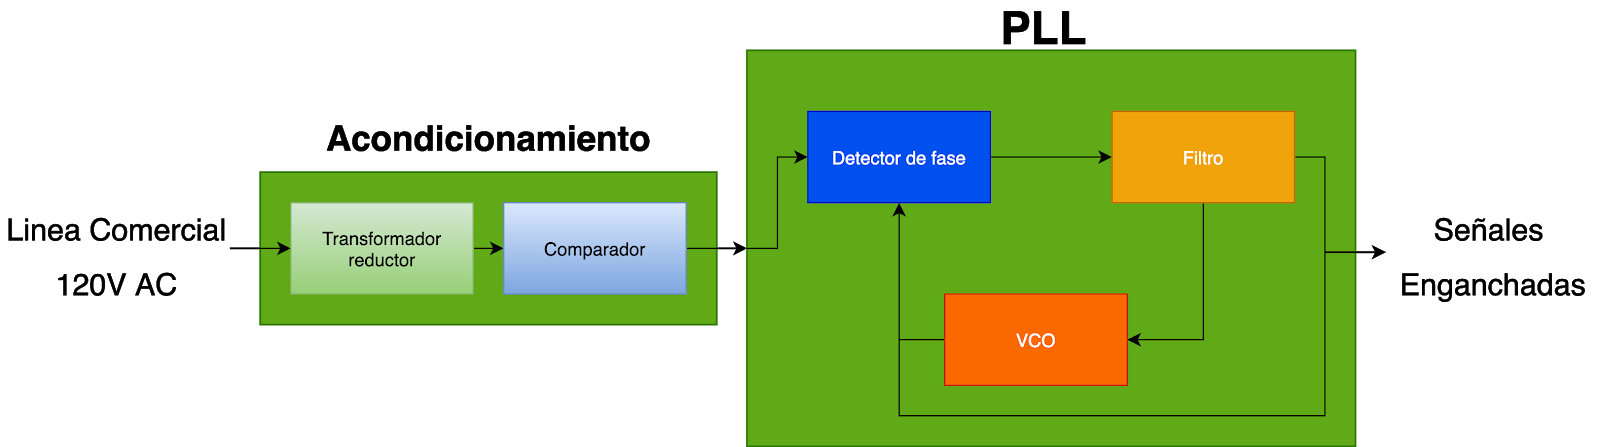 PLL
Acondicionamiento
Linea Comercial
120V AC
Transformador
reductor
Comparador
Detector de fase
Filtro
VCO
Señales
Enganchadas